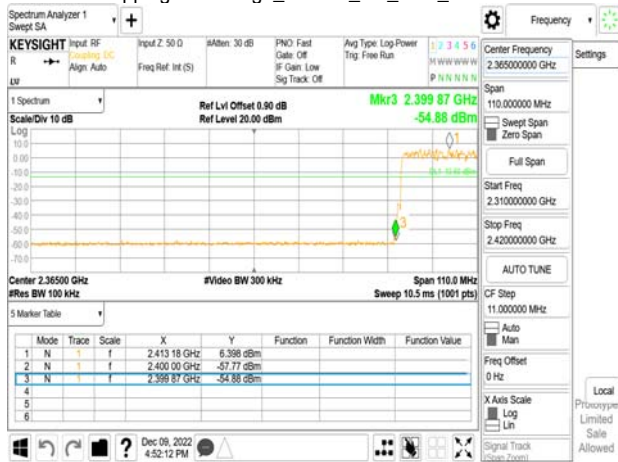 Spectrum Analyzer 1
Swept SA
Frequency
KEYSIGHT
Input: RF
Coupling: DC
Align: Auto
Input Z: 50 Ω
Freq Ref: Int (S)
#Atten: 30 dB
PNO: Fast
Gate: Off
IF Gain: Low
Sig Track: Off
Avg Type: Log-Power
Trig: Free Run
1 2 3 4 5 6
M W W W W W
P N N N N N
R
LXI
1 Spectrum
Scale/Div 10 dB
Log
Ref Lvl Offset 0.90 dB
Ref Level 20.00 dBm
Mkr3 2.399 87 GHz
-54.88 dBm
10.0
0.00
-10.0
-20.0
-30.0
-40.0
-50.0
-60.0
-70.0
1
3
Center 2.36500 GHz
#Res BW 100 kHz
#Video BW 300 kHz
Span 110.0 MHz
Sweep 10.5 ms (1001 pts)
5 Marker Table
Mode Trace Scale X Y Function Function Width Function Value
1 N 1 f 2.413 18 GHz 6.398 dBm
2 N 1 f 2.400 00 GHz -57.77 dBm
3 N 1 f 2.399 87 GHz -54.88 dBm
4
5
6
Dec 09, 2022
4:52:12 PM
Center Frequency
2.365000000 GHz
Settings
Span
110.000000 MHz
Swept Span
Zero Span
Full Span
Start Freq
2.310000000 GHz
Stop Freq
2.420000000 GHz
AUTO TUNE
CF Step
11.000000 MHz
Auto
Man
Freq Offset
0 Hz
X Axis Scale
Log
Lin
Signal Track
(Span Zoom)
Local
Prototype
Limited
Sale
Allowed